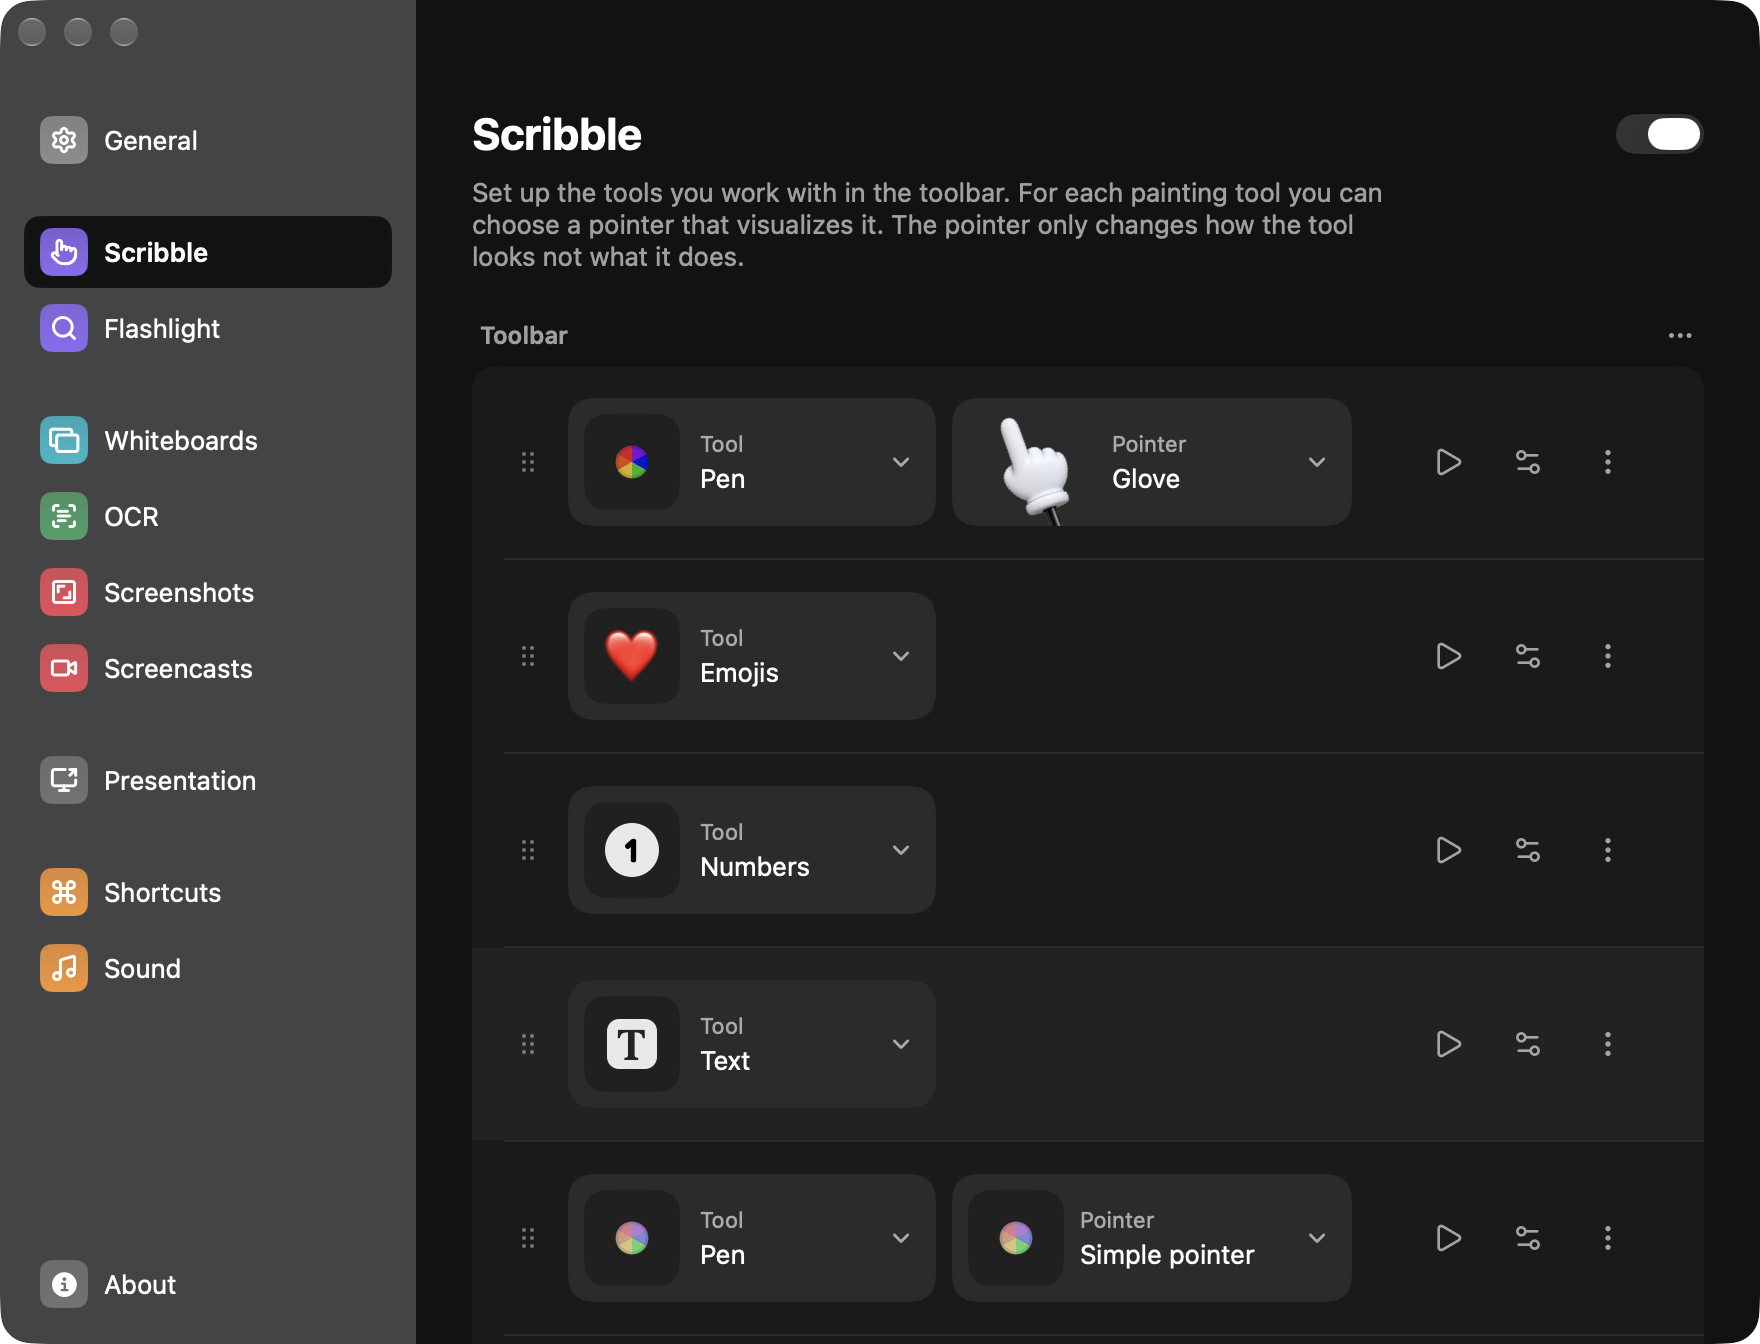 General
Scribble
Flashlight
Whiteboards
OCR
Screenshots
Screencasts
Presentation
Shortcuts
Sound
About
Scribble
Set up the tools you work with in the toolbar. For each painting tool you can
choose a pointer that visualizes it. The pointer only changes how the tool
looks not what it does.
Toolbar
Tool
Pen
Pointer
Glove
Tool
Emojis
1
Tool
Numbers
T
Tool
Text
Tool
Pen
Pointer
Simple pointer